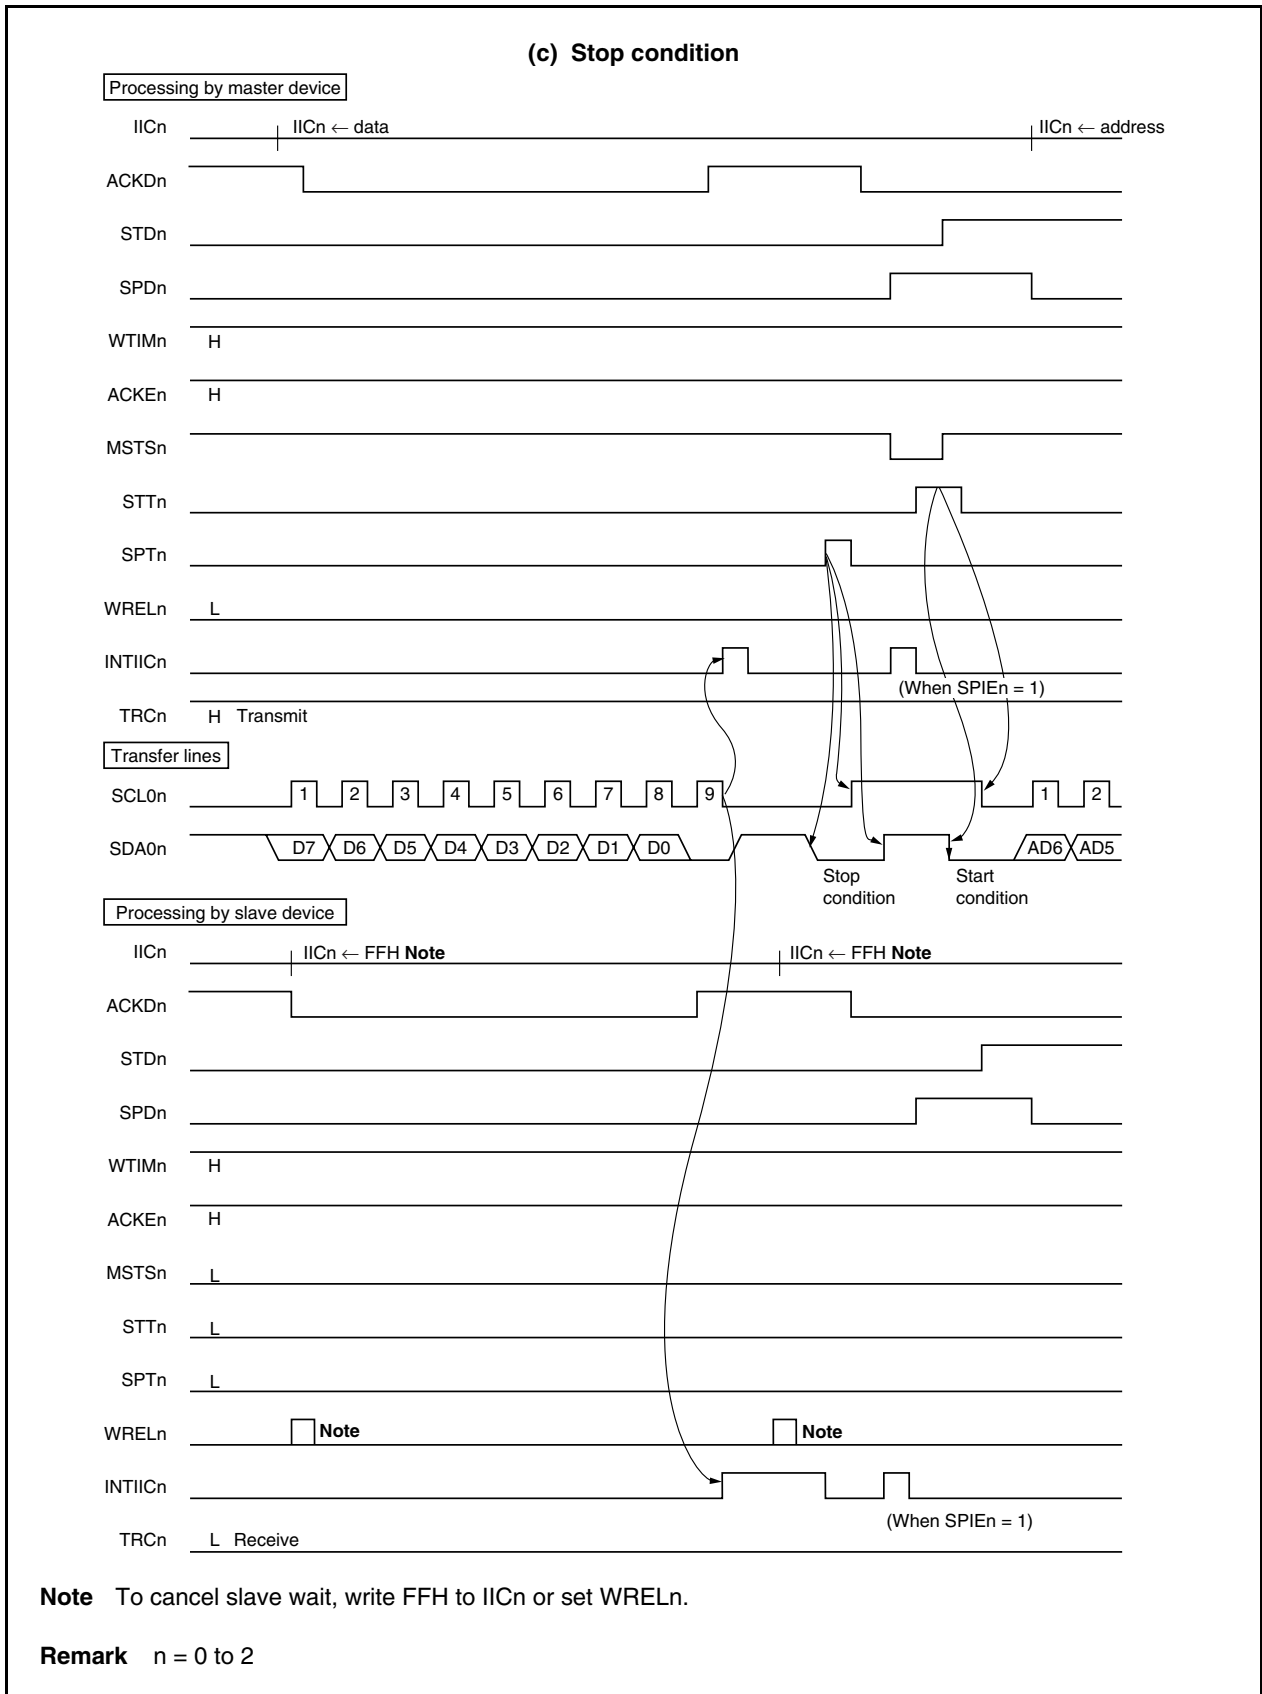 (c) Stop condition
Processing by master device
IICn
IICn ← data
IICn ← address
ACKDn
STDn
SPDn
WTIMn H
ACKEn H
MSTSn
STTn
SPTn
WRELn L
INTIICn
(When SPIEn = 1)
TRCn H Transmit
Transfer lines
SCL0n 1 2 3 4 5 6 7 8 9 1 2
SDA0n D7 D6 D5 D4 D3 D2 D1 D0 AD6 AD5
Stop condition
Start condition
Processing by slave device
IICn
IICn ← FFH Note
IICn ← FFH Note
ACKDn
STDn
SPDn
WTIMn H
ACKEn H
MSTSn L
STTn L
SPTn L
WRELn Note Note
INTIICn
(When SPIEn = 1)
TRCn L Receive
Note To cancel slave wait, write FFH to IICn or set WRELn.
Remark n = 0 to 2